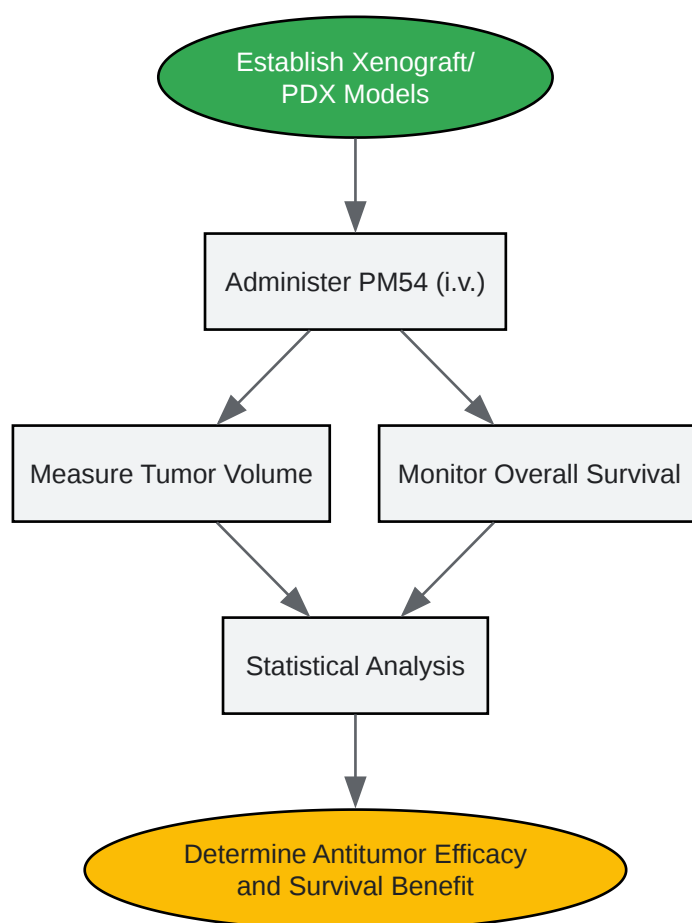 Establish Xenograft/
PDX Models
Administer PM54 (i.v.)
Measure Tumor Volume
Monitor Overall Survival
Statistical Analysis
Determine Antitumor Efficacy
and Survival Benefit